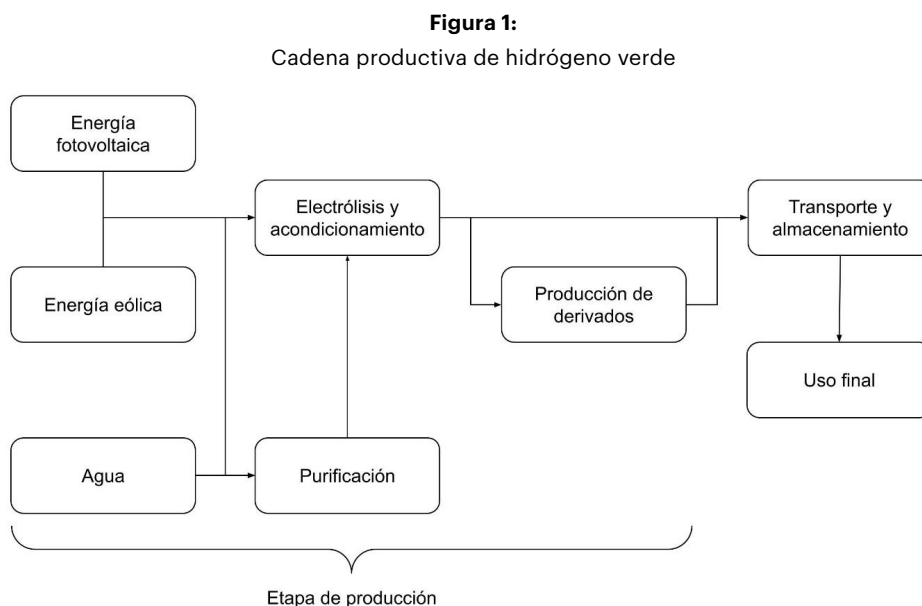 Figura 1:
Cadena productiva de hidrógeno verde
Energía
fotovoltaica
Electrólisis y
acondicionamiento
Transporte y
almacenamiento
Energía eólica
Producción de
derivados
Uso final
Agua
Purificación
Etapa de producción